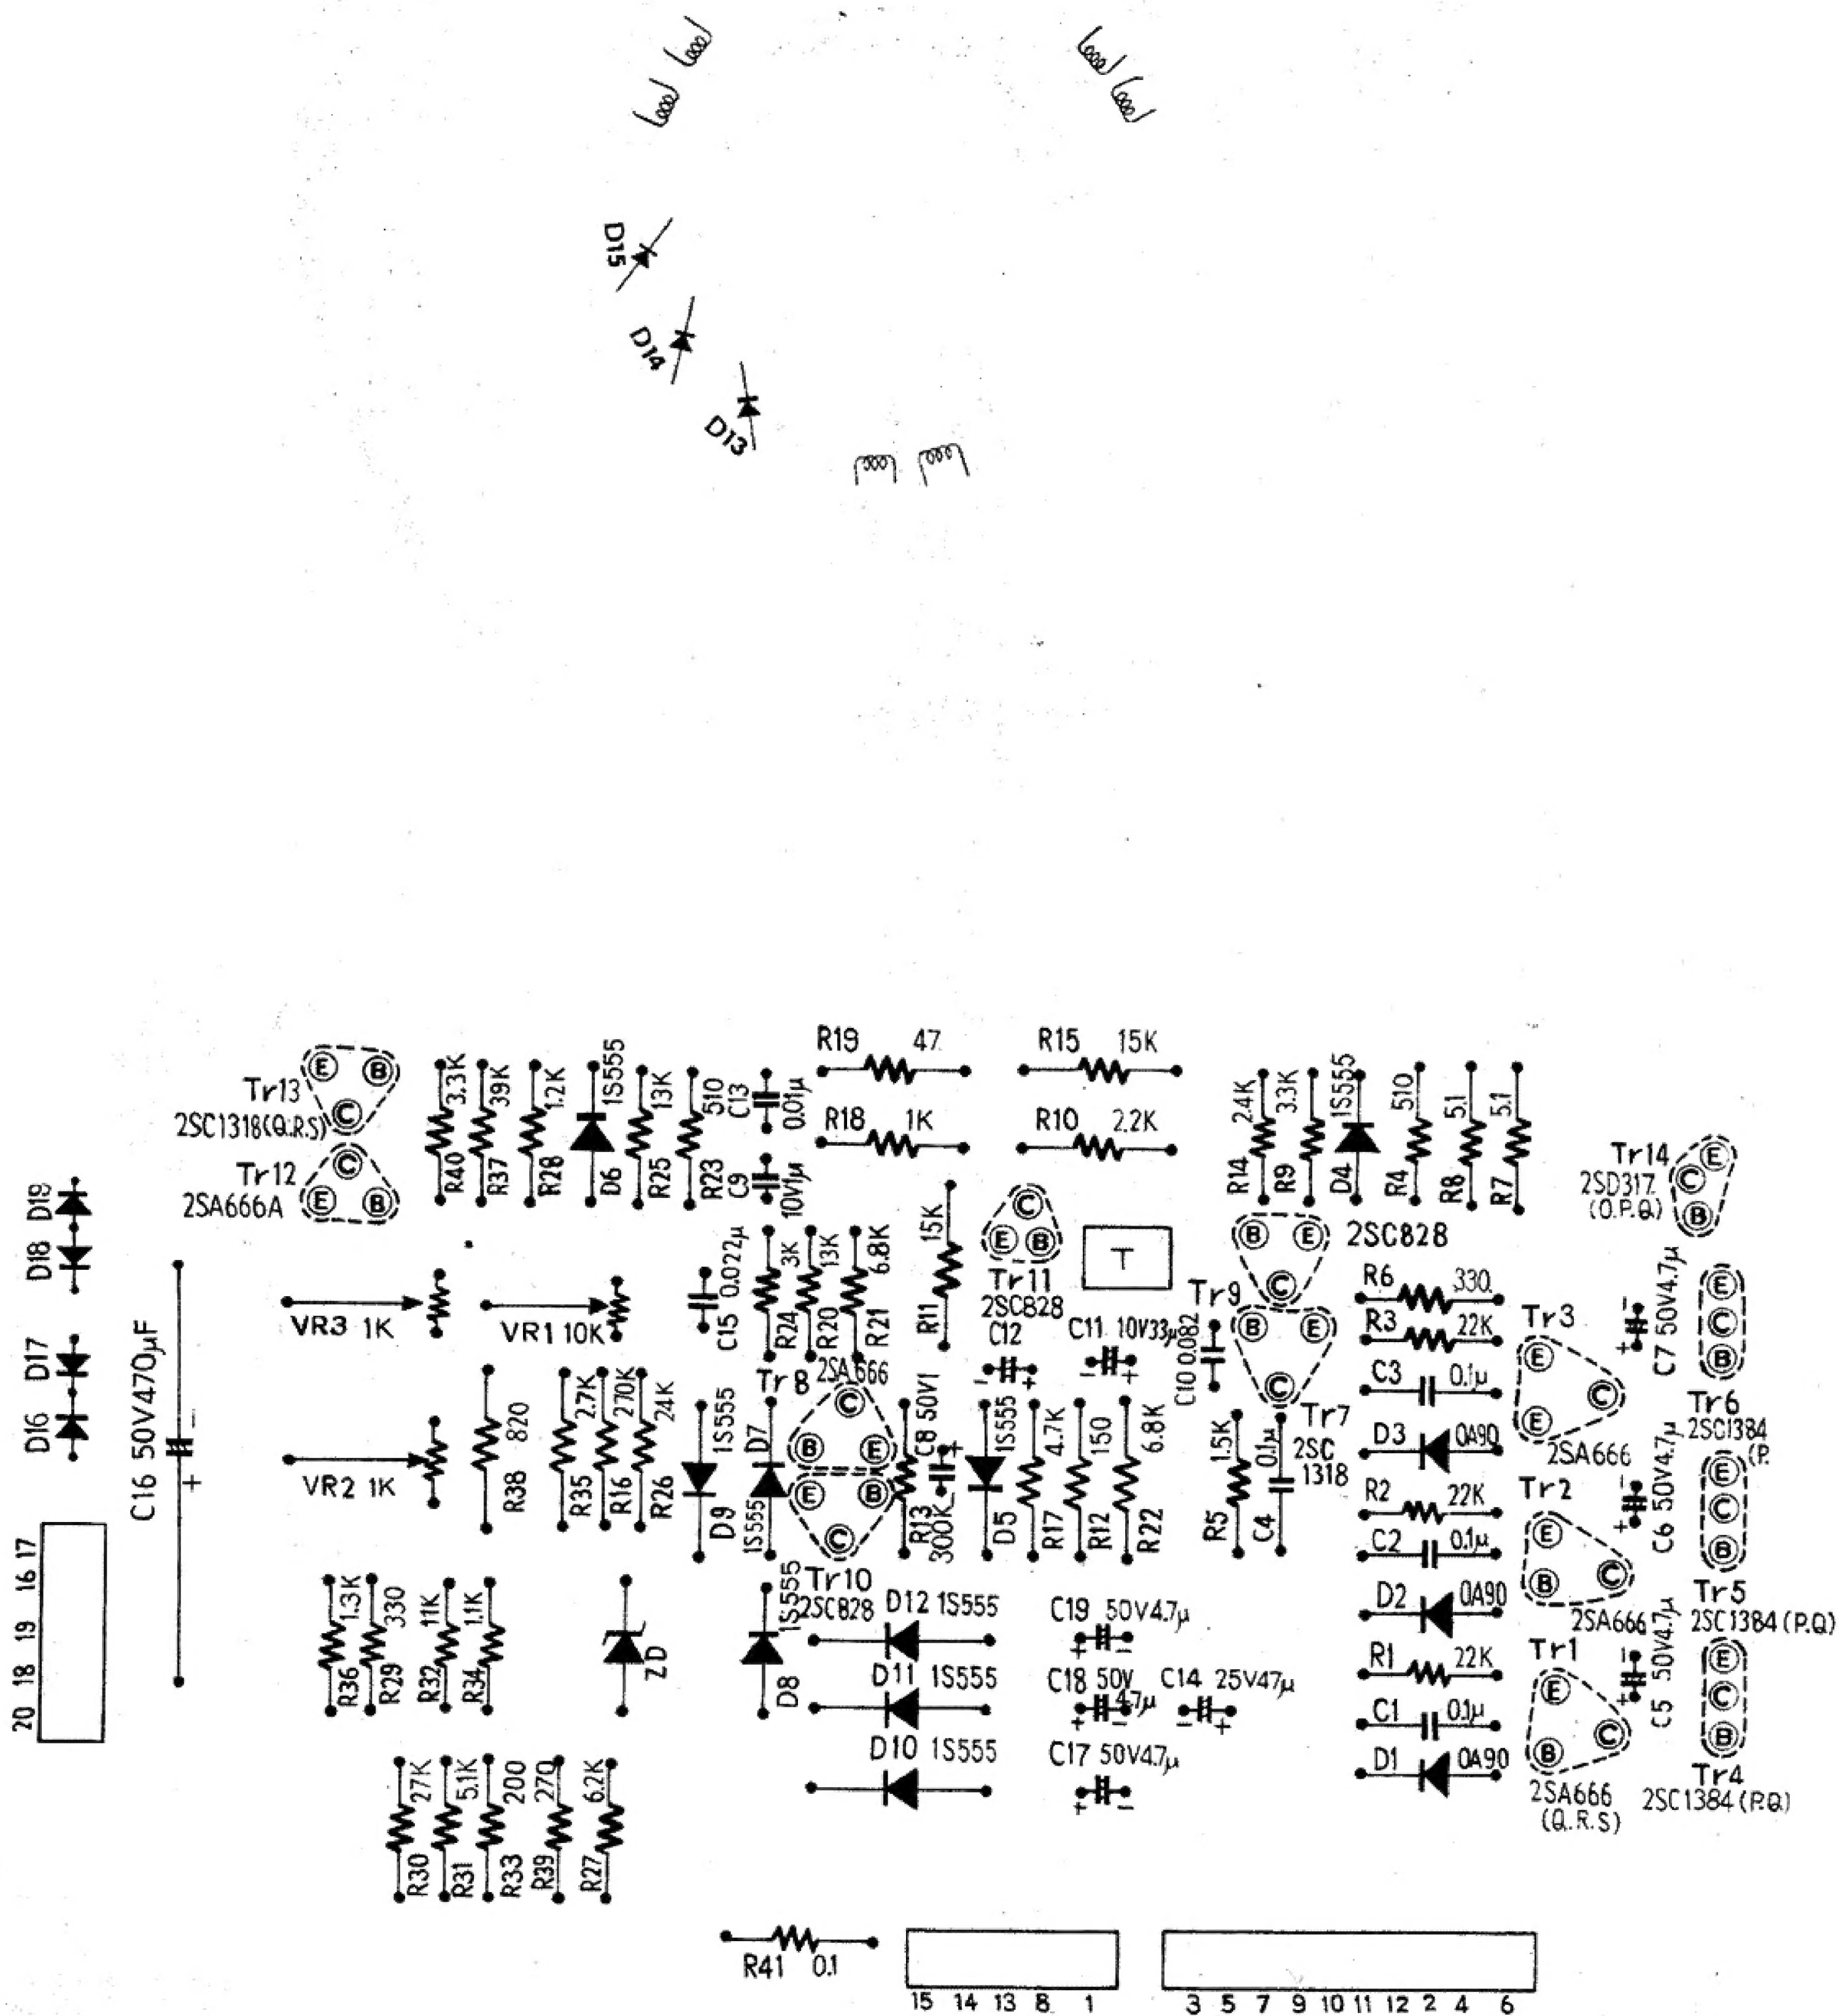 D15
D14
D13
R19 47
R15 15K
R18 1K
R10 2.2K
Tr13
2SC1318(Q.R.S)
E B C
Tr12
2SA666A
C E B
R40 3.3K
R37 39K
R28 1.2K
D6 1S555
R25 13K
R23 510
C13 0.01μ
C9 10V1μ
R14 2.4K
R9 3.3K
D4 1S555
R4 510
R8 5.1
R7 5.1
Tr14
2SD317
(O.P.Q)
E C B
D19
D18
D17
D16
C16 50V470μF
- +
VR3 1K
VR1 10K
VR2 1K
C15 0.022μ
R24 3K
R20 13K
R21 6.8K
R11 15K
C E B
Tr11
2SC828
T
C12
- +
C11 10V33μ
- +
C10 0.082
Tr9
2SC828
B E C
B E C
Tr7
2SC
1318
R6 330
R3 22K
C3 0.1μ
D3 0A90
Tr3
E C E
2SA666
C7 50V4.7μ
- +
E C B
Tr6
2SC1384
(P.
R38 820
R35 2.7K
R16 270K
R26 24K
D9 1S555
D7 1S555
Tr8
2SA666
C B E
E B C
Tr10
2SC828
R13 300K
C8 50V1
- +
D5 1S555
R17 4.7K
R12 150
R22 6.8K
R5 1.5K
C4 0.1μ
R2 22K
C2 0.1μ
D2 0A90
Tr2
E B C
2SA666
C6 50V4.7μ
- +
E C B
Tr5
2SC1384 (P.Q)
20 18 19 16 17
R36 1.3K
R29 330
R32 11K
R34 1.1K
ZD
D8 1S555
D12 1S555
D11 1S555
D10 1S555
C19 50V4.7μ
+ -
C18 50V
4.7μ
+ -
C14 25V47μ
- +
C17 50V4.7μ
+ -
R1 22K
C1 0.1μ
D1 0A90
Tr1
E B C
2SA666
(Q.R.S)
C5 50V4.7μ
- +
E C B
Tr4
2SC1384 (P.Q)
R30 27K
R31 5.1K
R33 200
R39 270
R27 6.2K
R41 0.1
15 14 13 8 1
3 5 7 9 10 11 12 2 4 6